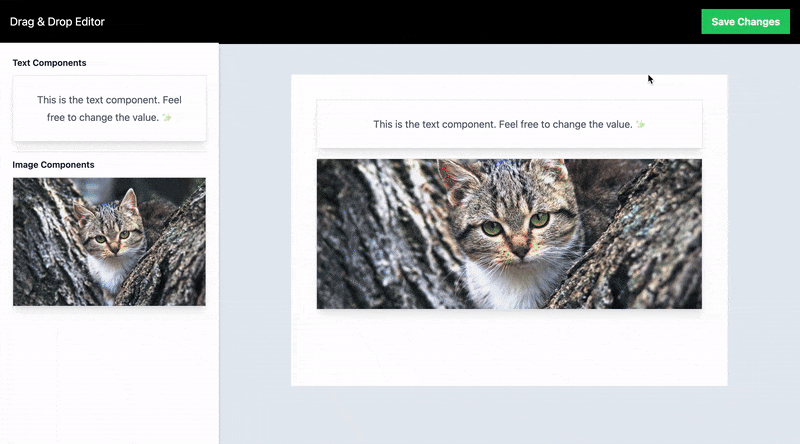 Drag & Drop Editor
Save Changes
Text Components
This is the text component. Feel
free to change the value. ✨
Image Components
This is the text component. Feel free to change the value. ✨